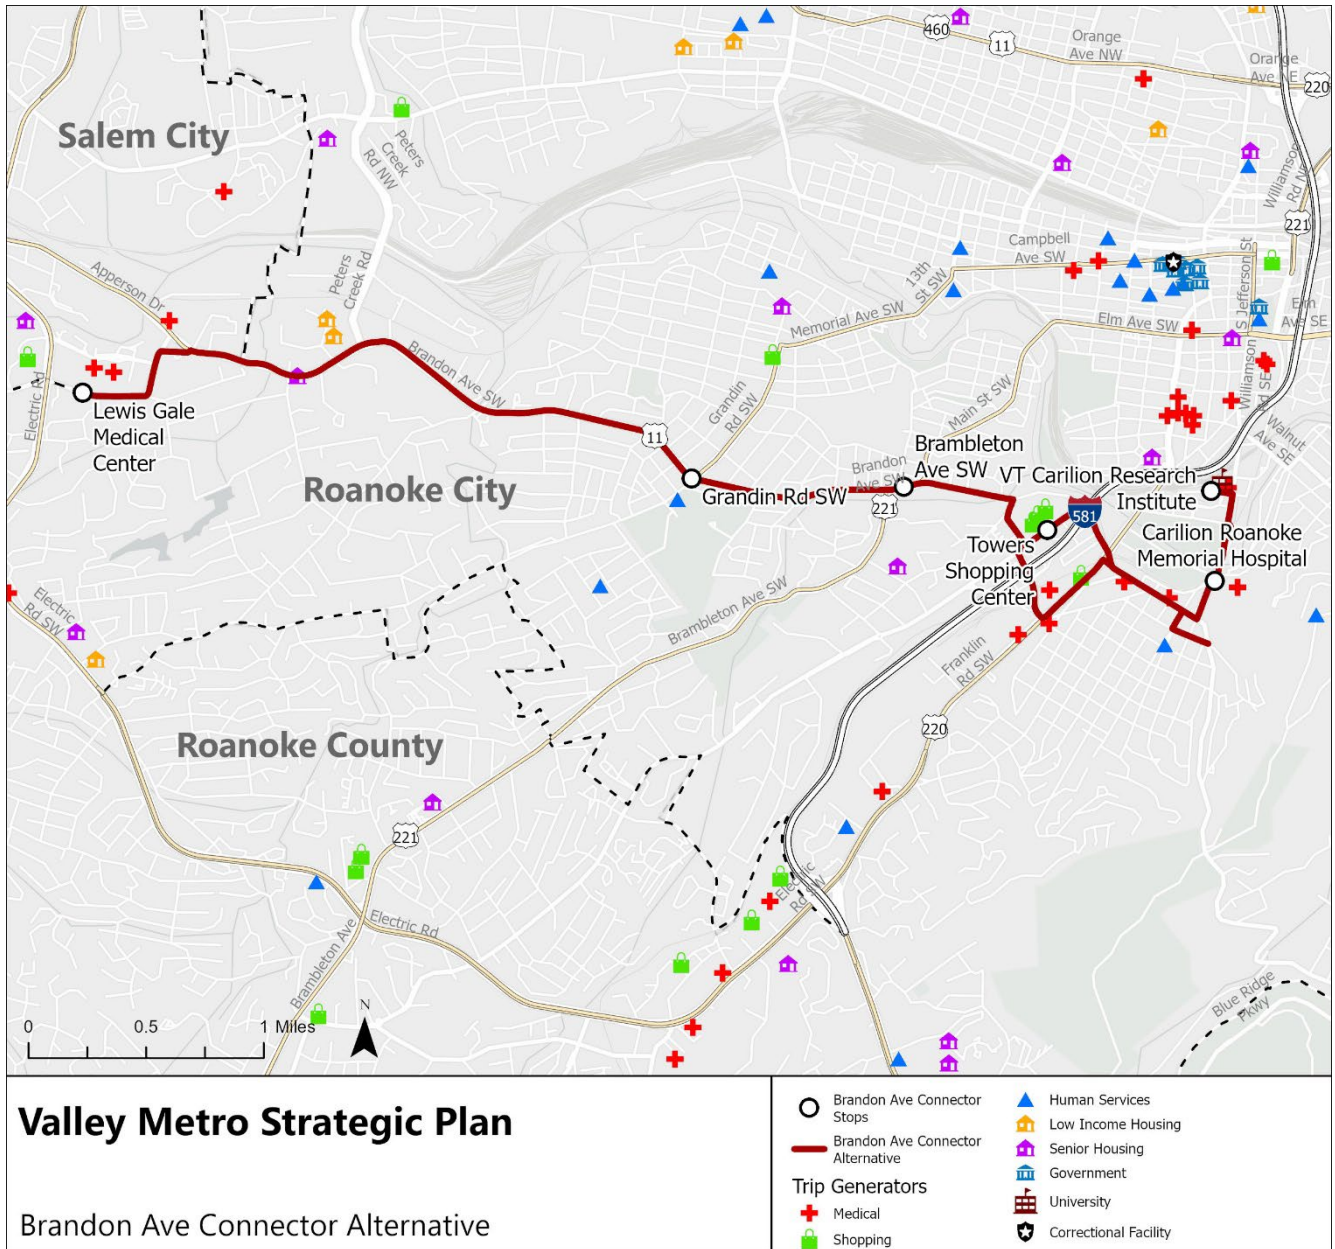 460
11
Orange
Ave NW
Orange
Ave NE
220
Salem City
Peters
Creek
Rd NW
Williamson
Rd NE
221
Campbell
Ave SW
13th
St SW
Apperson Dr
Peters
Creek Rd
Memorial Ave SW
Elm Ave SW
S Jefferson St
Elm
Ave SE
Brandon Ave SW
Williamson
Rd SE
Electric Rd
Lewis Gale
Medical
Center
Grandin
Rd SW
Main St SW
Walnut
Ave SE
11
Brambleton
Ave SW
Brandon
Ave SW
VT Carilion Research
Institute
Roanoke City
Grandin Rd SW
221
581
Towers
Shopping
Center
Carilion Roanoke
Memorial Hospital
Electric
Rd SW
Brambleton Ave SW
Franklin
Rd SW
220
Roanoke County
221
Electric
Rd SW
Electric Rd
Brambleton Ave
Blue Ridge
Pkwy
N
0 0.5 1 Miles
Valley Metro Strategic Plan
Brandon Ave Connector Alternative
Brandon Ave Connector
Stops
Brandon Ave Connector
Alternative
Trip Generators
Medical
Shopping
Human Services
Low Income Housing
Senior Housing
Government
University
Correctional Facility